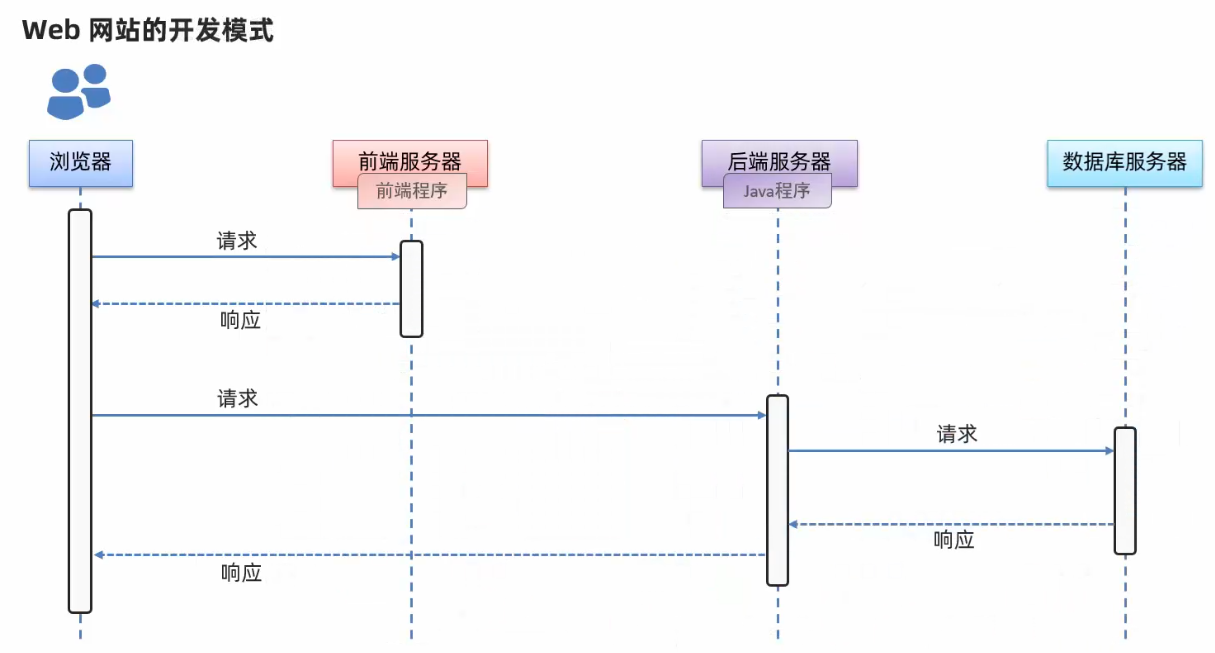 Web 网站的开发模式
浏览器
前端服务器
前端程序
后端服务器
Java程序
数据库服务器
请求
响应
请求
请求
响应
响应